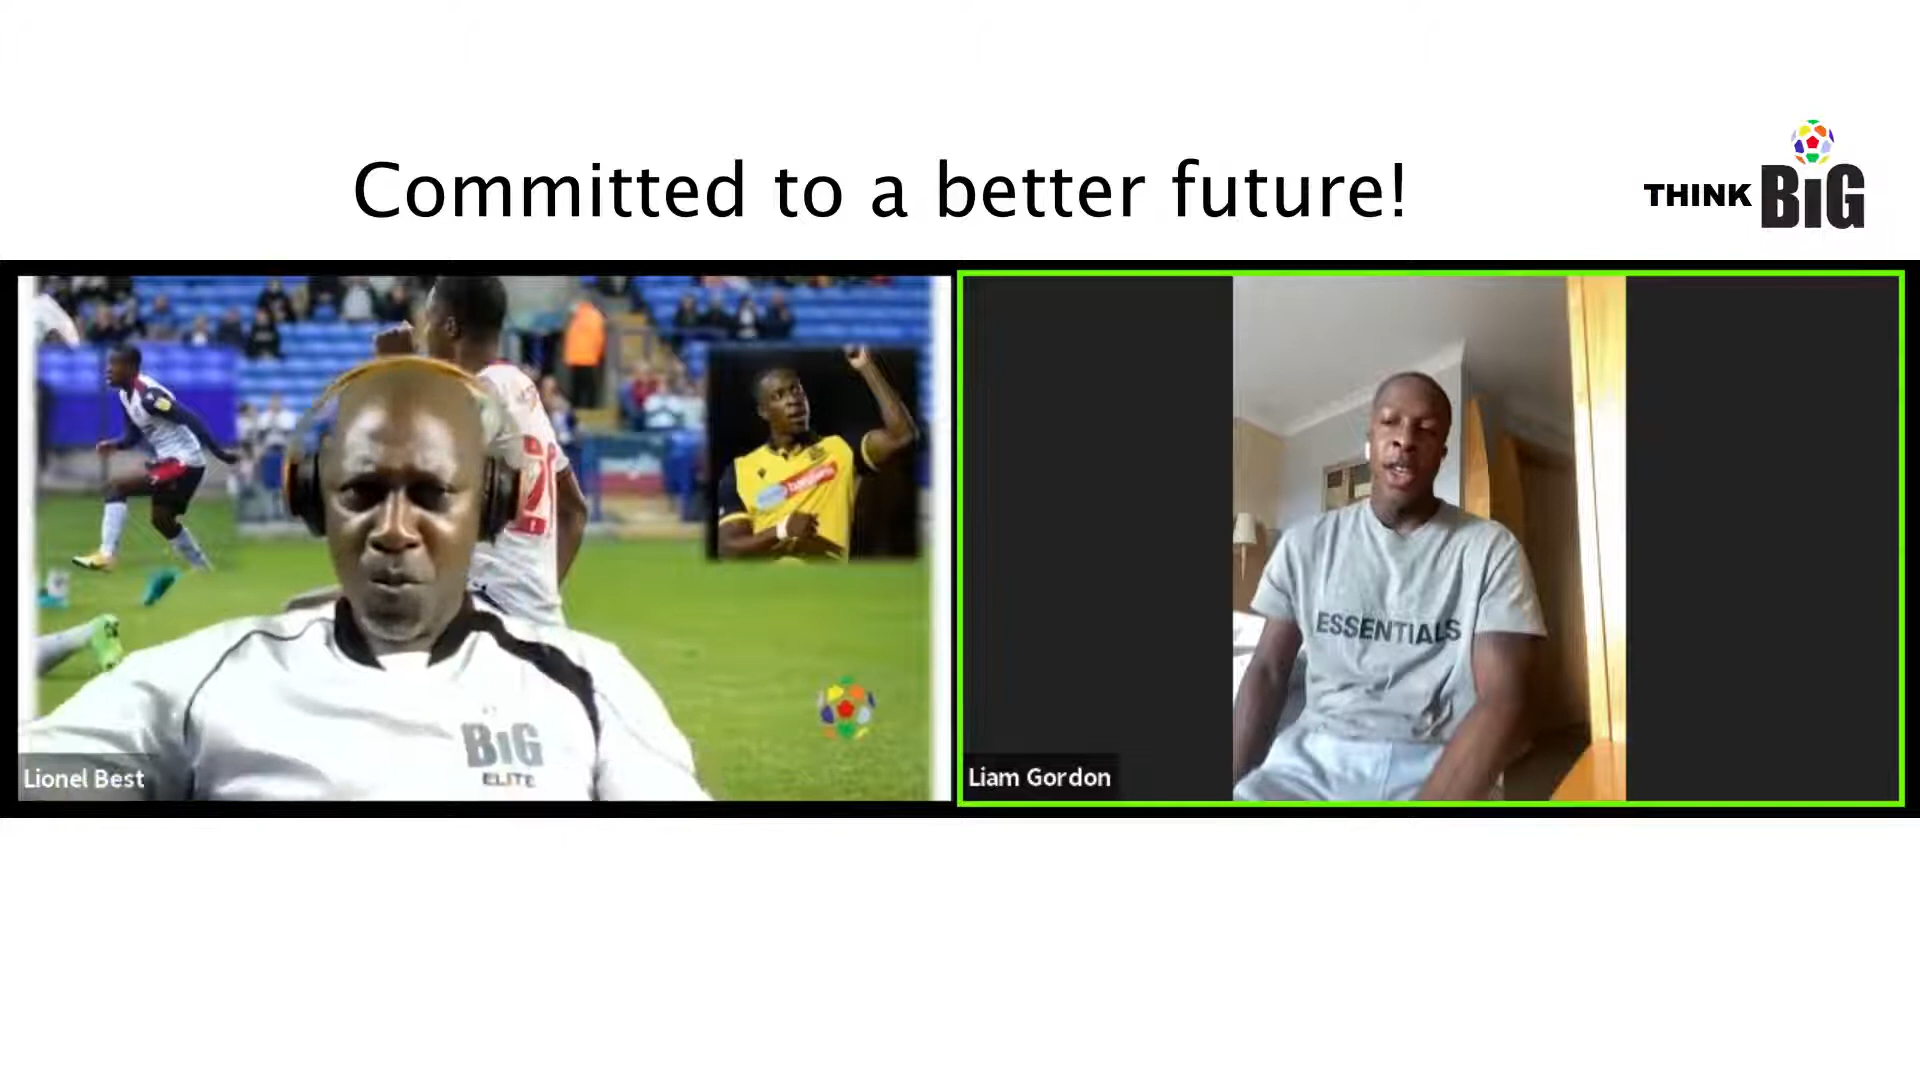 Committed to a better future!
THINK BiG
BiG
ELITE
ESSENTIALS
Lionel Best
Liam Gordon